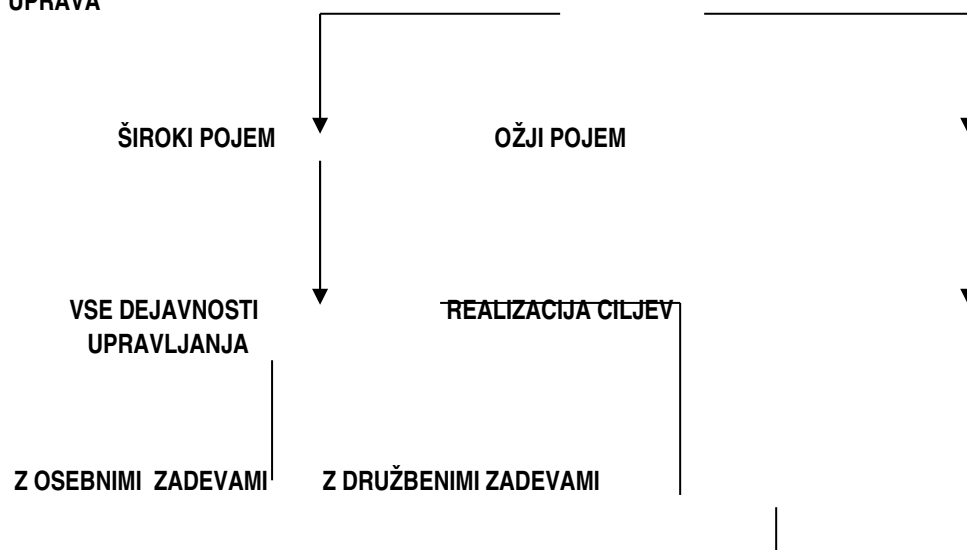 UPRAVA
ŠIROKI POJEM OŽJI POJEM
VSE DEJAVNOSTI REALIZACIJA CILJEV
UPRAVLJANJA
Z OSEBNIMI ZADEVAMI Z DRUŽBENIMI ZADEVAMI